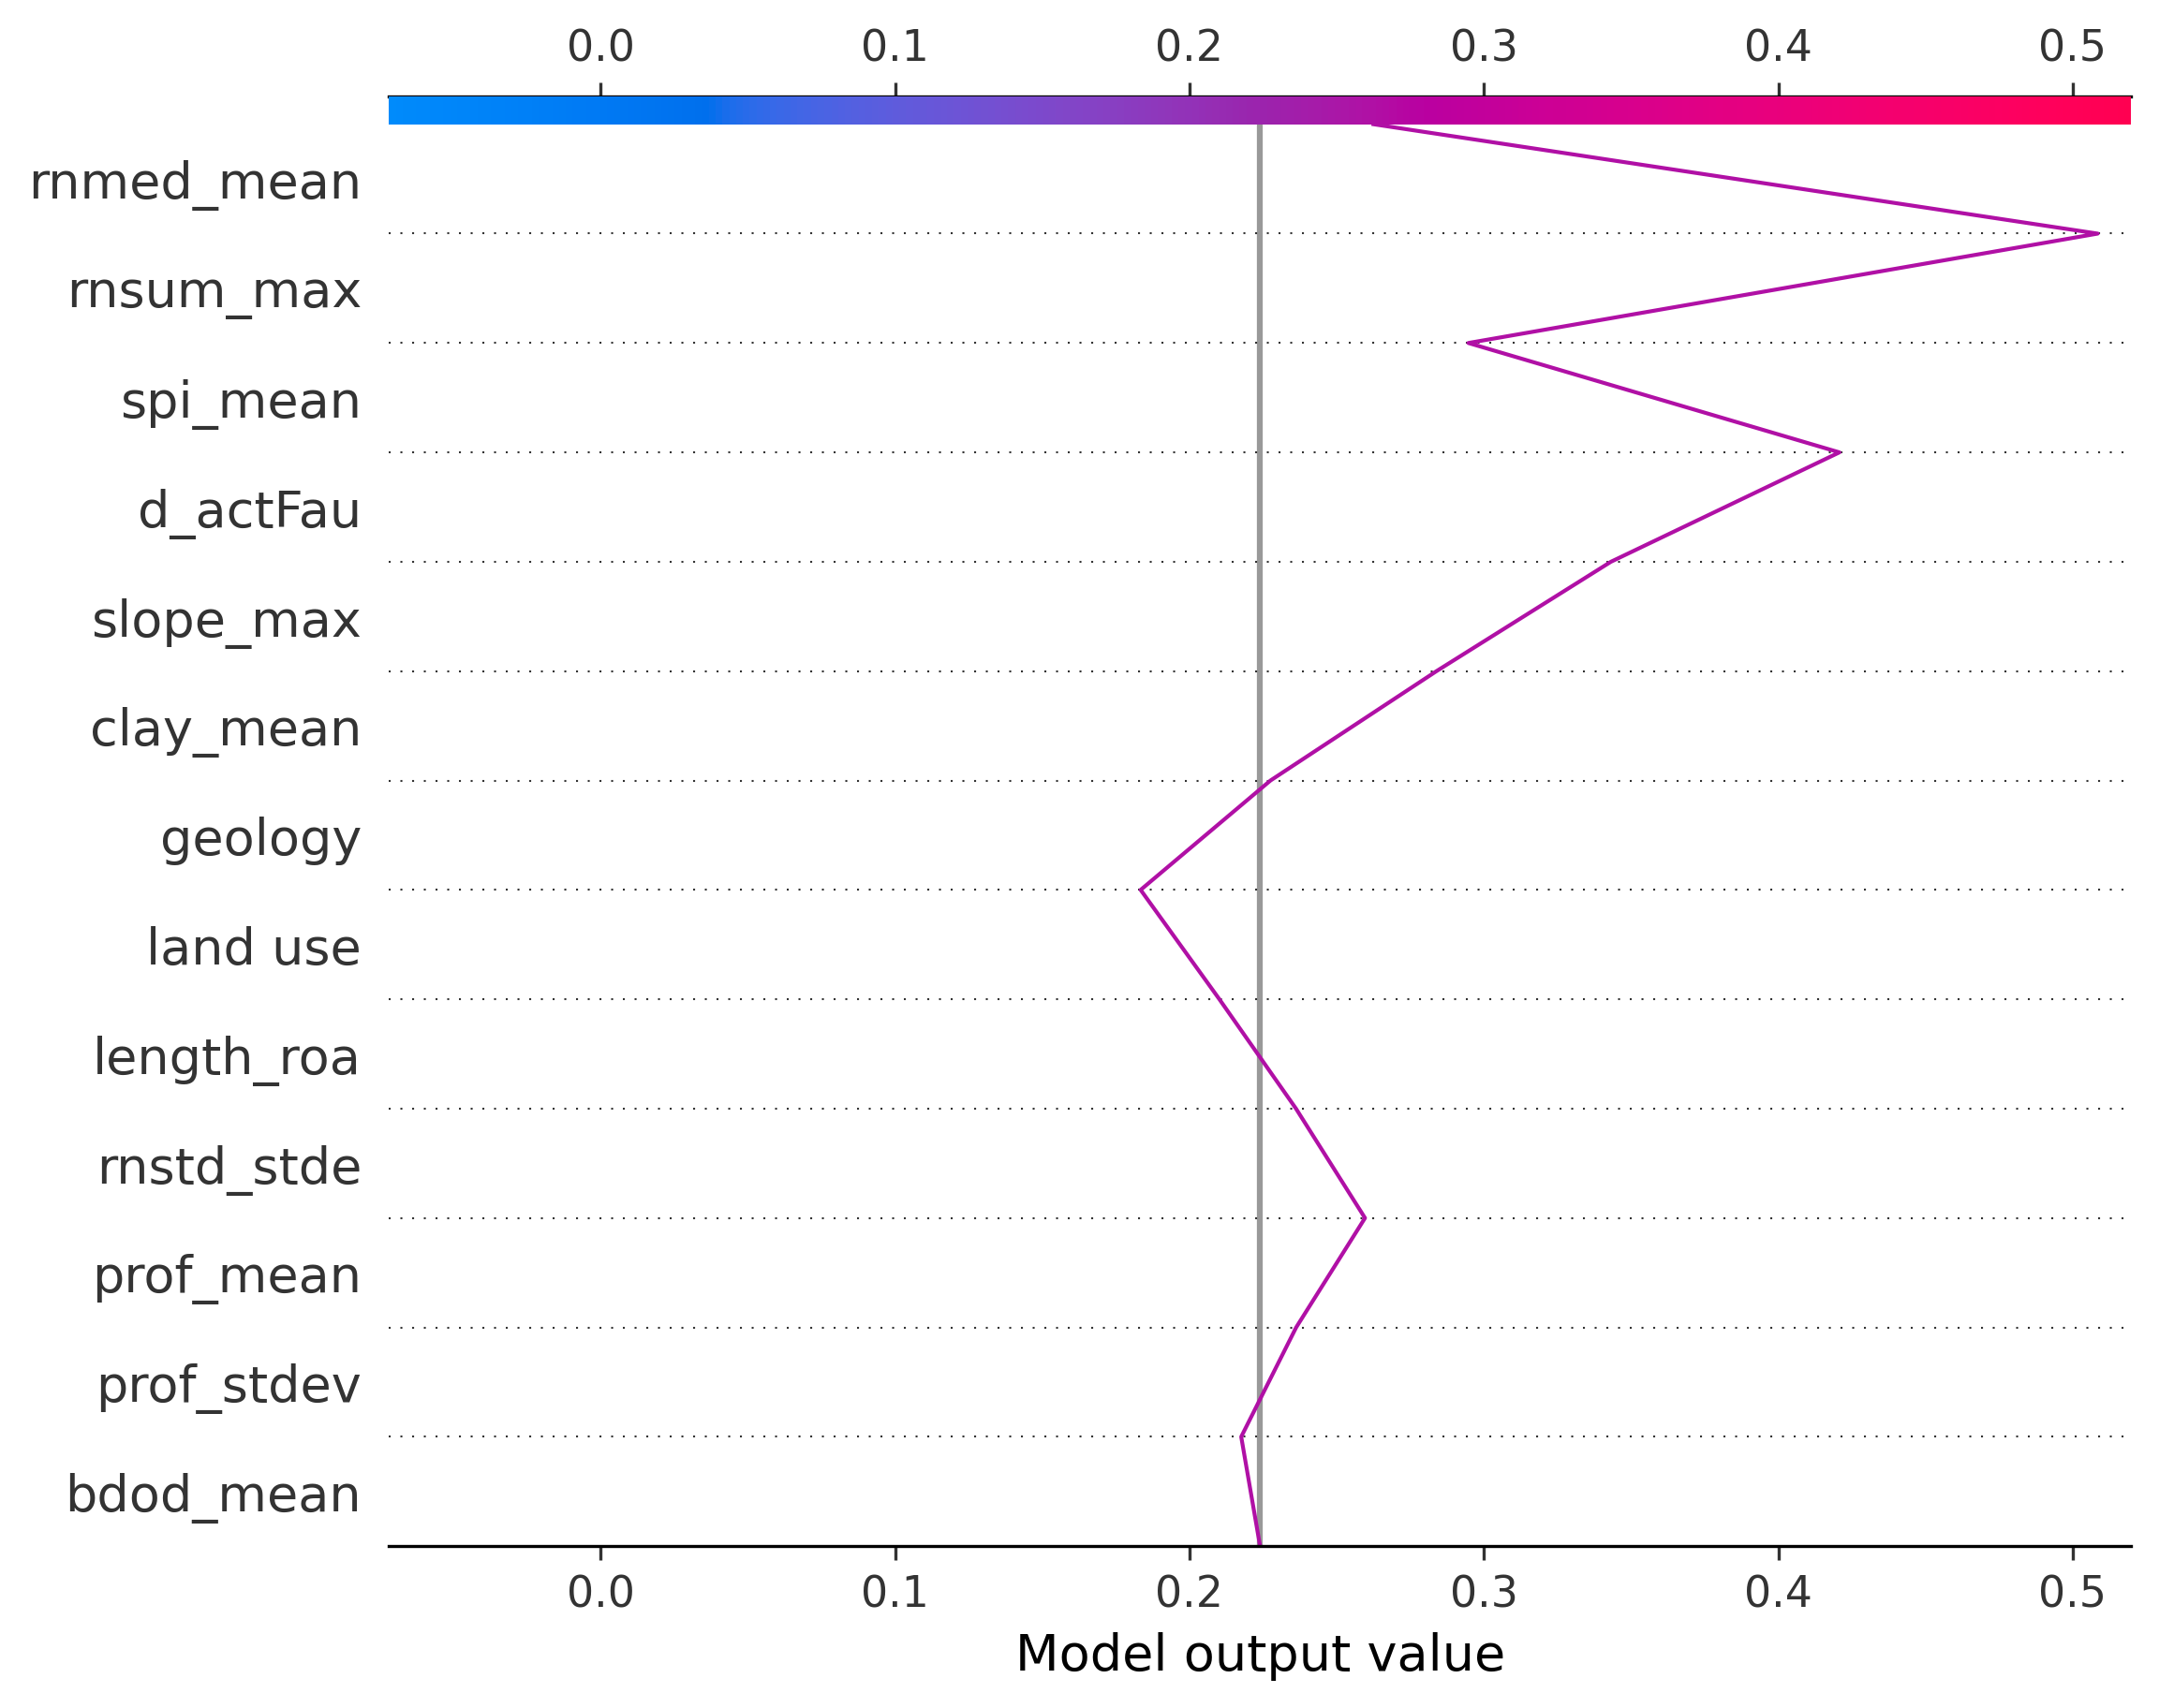 0.0 0.1 0.2 0.3 0.4 0.5
rnmed_mean
rnsum_max
spi_mean
d_actFau
slope_max
clay_mean
geology
land use
length_roa
rnstd_stde
prof_mean
prof_stdev
bdod_mean
0.0 0.1 0.2 0.3 0.4 0.5
Model output value